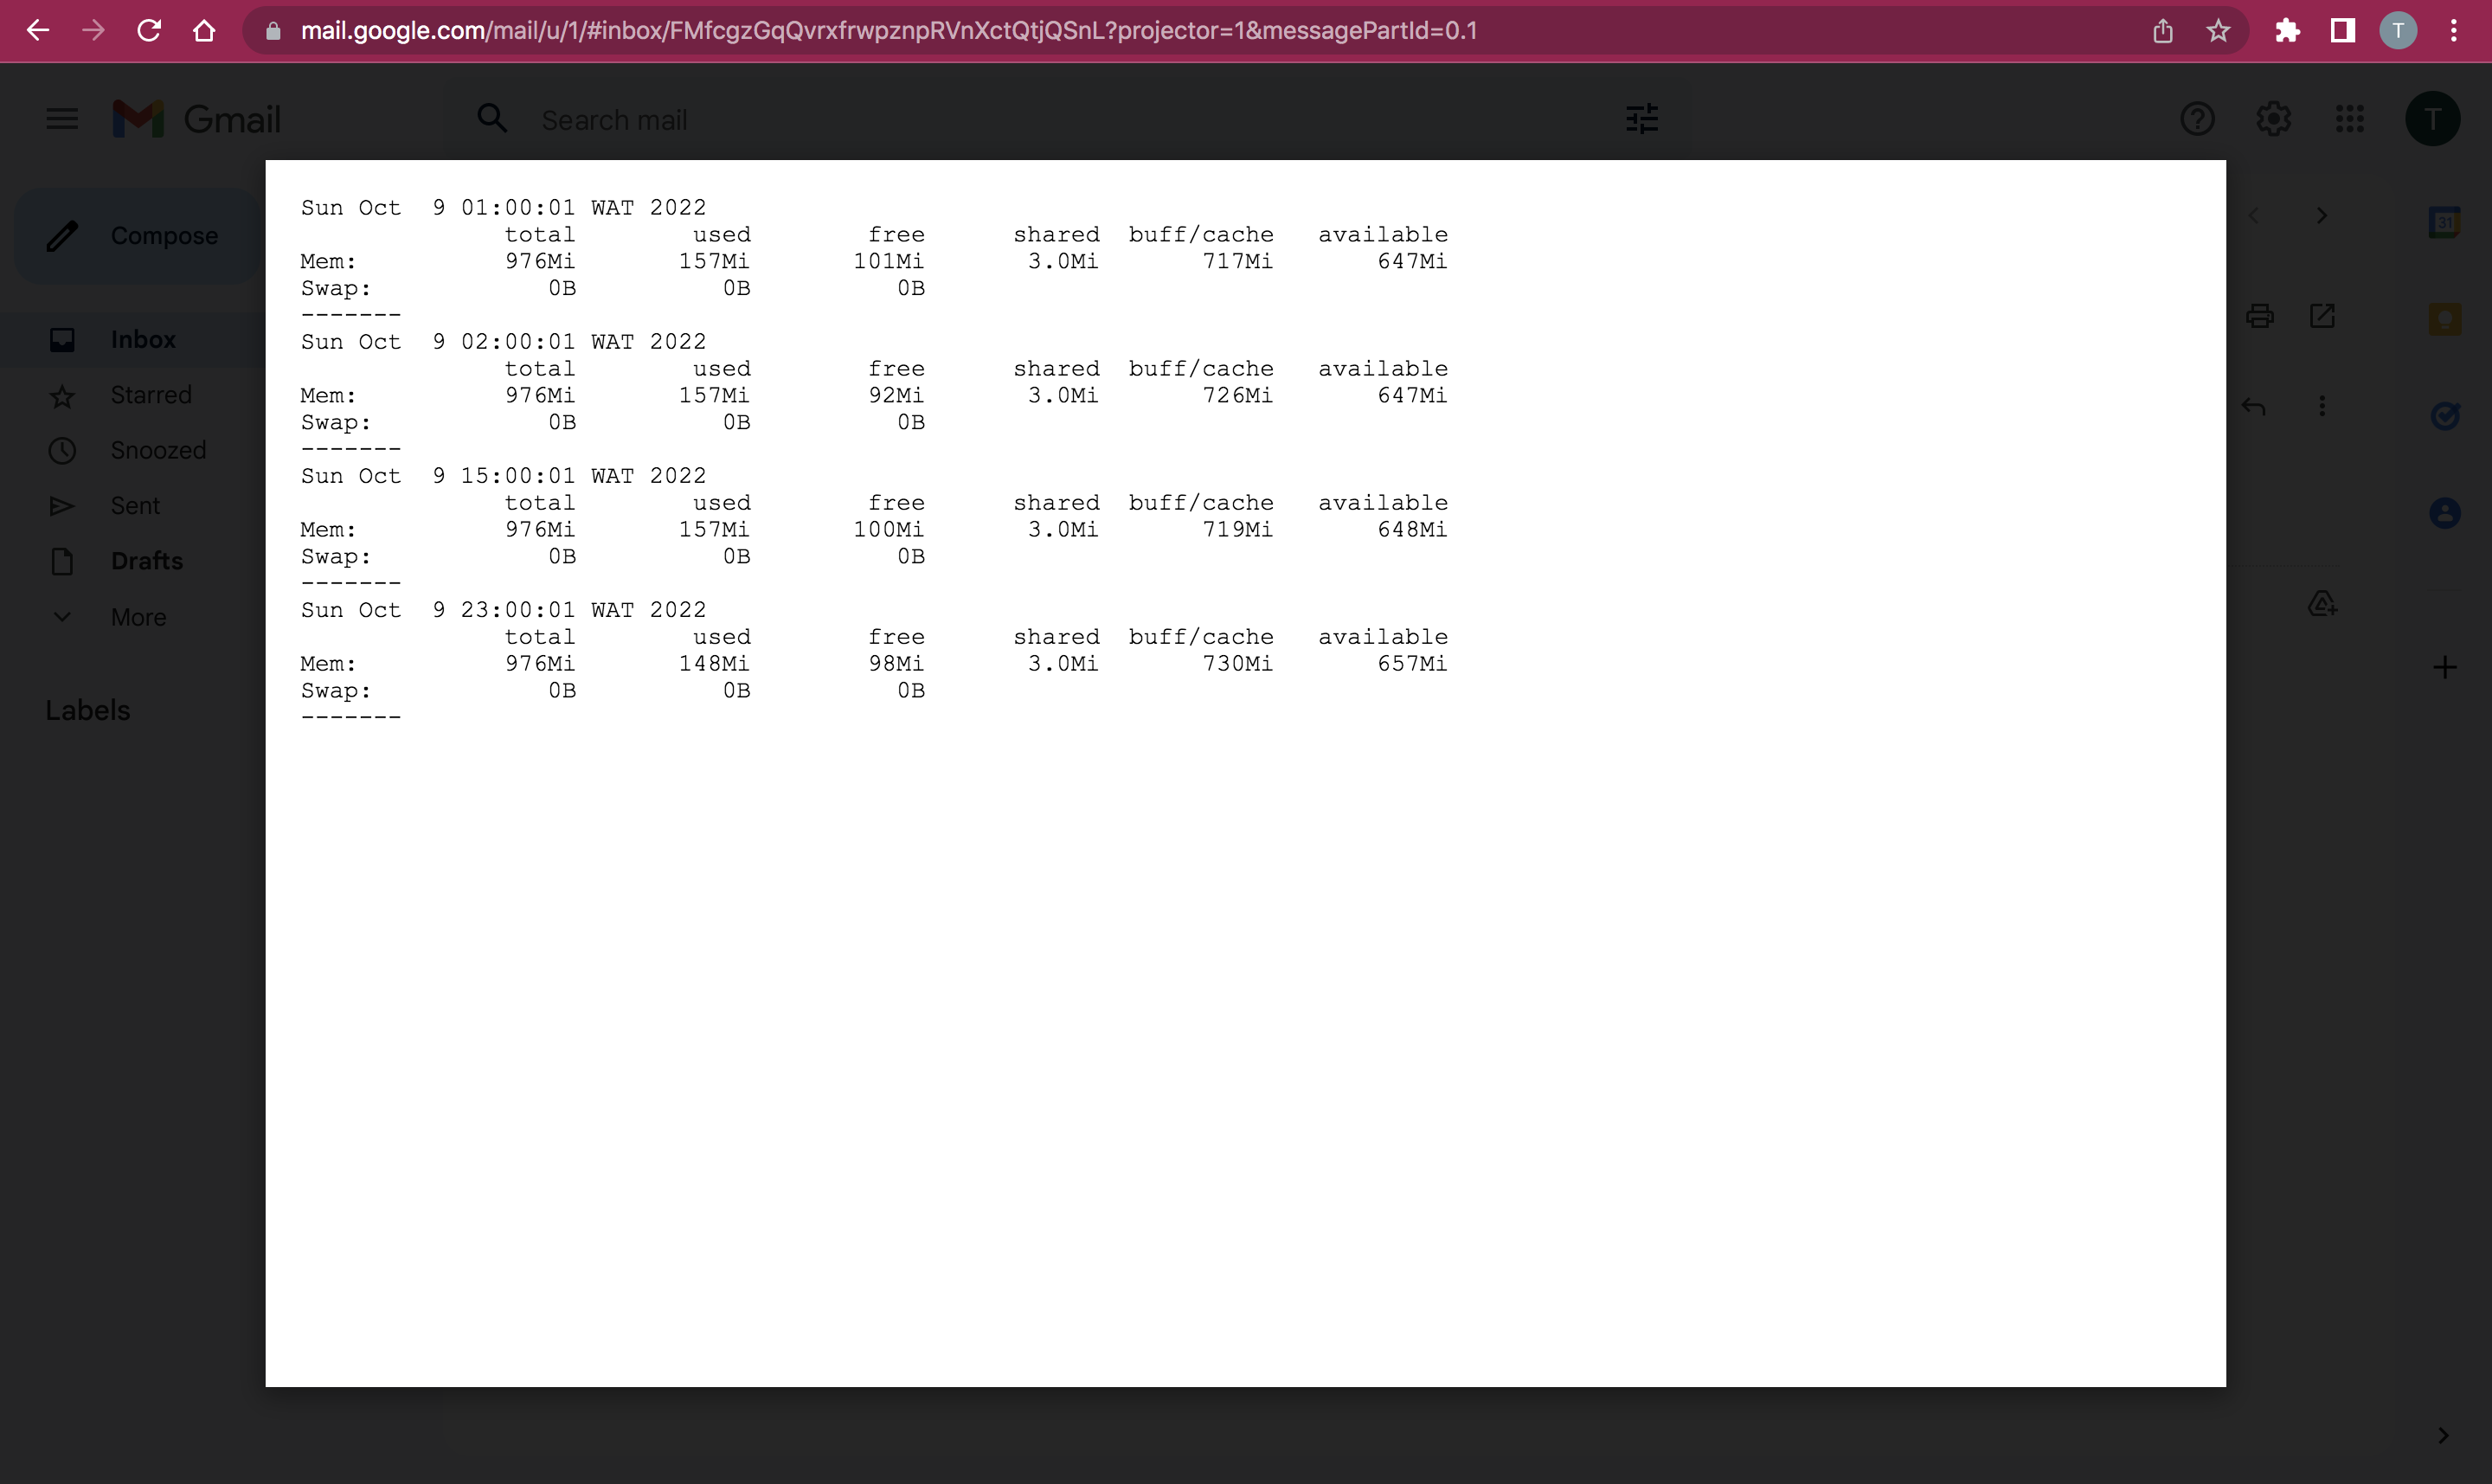 mail.google.com/mail/u/1/#inbox/FMfcgzGqQvrxfrwpznpRVnXctQtjQSnL?projector=1&messagePartId=0.1
T
Gmail
Search mail
T
Compose
Inbox
Starred
Snoozed
Sent
Drafts
More
Labels
31
Sun Oct  9 01:00:01 WAT 2022
              total        used        free      shared  buff/cache   available
Mem:          976Mi       157Mi       101Mi       3.0Mi       717Mi       647Mi
Swap:            0B          0B          0B
-------
Sun Oct  9 02:00:01 WAT 2022
              total        used        free      shared  buff/cache   available
Mem:          976Mi       157Mi        92Mi       3.0Mi       726Mi       647Mi
Swap:            0B          0B          0B
-------
Sun Oct  9 15:00:01 WAT 2022
              total        used        free      shared  buff/cache   available
Mem:          976Mi       157Mi       100Mi       3.0Mi       719Mi       648Mi
Swap:            0B          0B          0B
-------
Sun Oct  9 23:00:01 WAT 2022
              total        used        free      shared  buff/cache   available
Mem:          976Mi       148Mi        98Mi       3.0Mi       730Mi       657Mi
Swap:            0B          0B          0B
-------